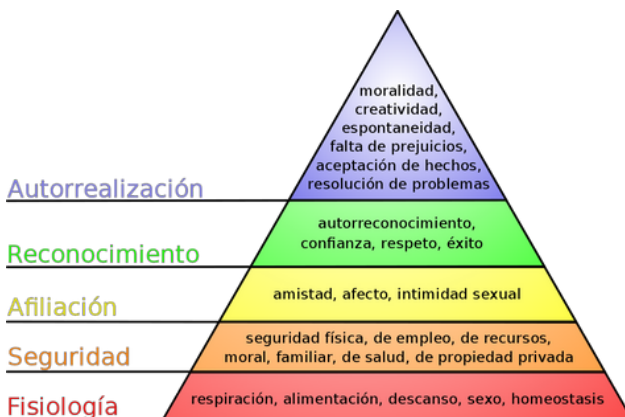 moralidad,
creatividad,
espontaneidad,
falta de prejuicios,
aceptación de hechos,
resolución de problemas
Autorrealización
autorreconocimiento,
confianza, respeto, éxito
Reconocimiento
amistad, afecto, intimidad sexual
Afiliación
seguridad física, de empleo, de recursos,
moral, familiar, de salud, de propiedad privada
Seguridad
respiración, alimentación, descanso, sexo, homeostasis
Fisiología